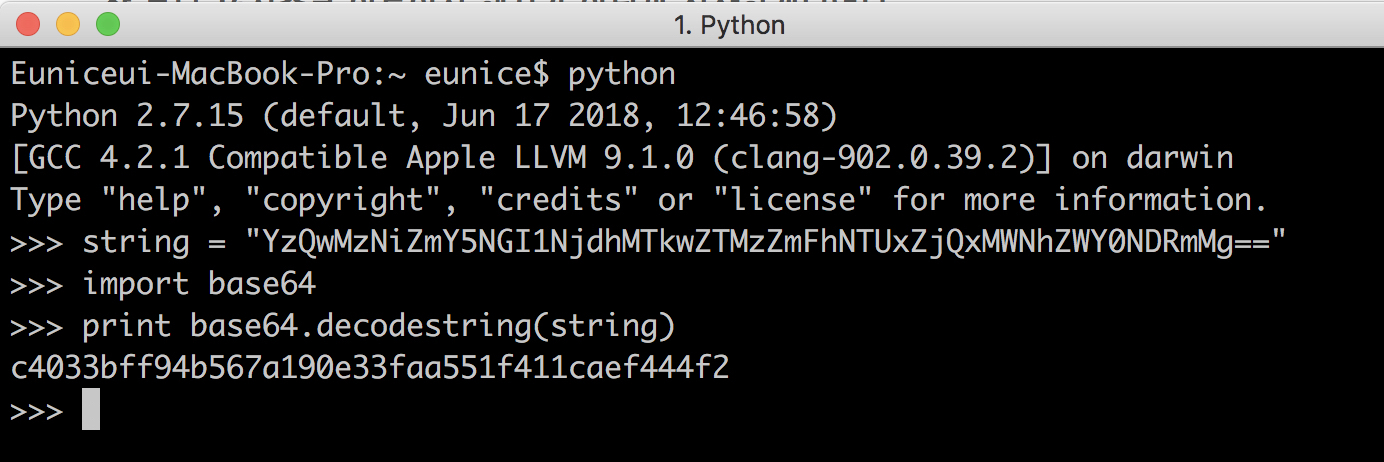 1. Python
Euniceui-MacBook-Pro:~ eunice$ python
Python 2.7.15 (default, Jun 17 2018, 12:46:58)
[GCC 4.2.1 Compatible Apple LLVM 9.1.0 (clang-902.0.39.2)] on darwin
Type "help", "copyright", "credits" or "license" for more information.
>>> string = "YzQwMzNiZmY5NGI1NjdhMTkwZTMzZmFhNTUxZjQxMWNhZWY0NDRmMg=="
>>> import base64
>>> print base64.decodestring(string)
c4033bff94b567a190e33faa551f411caef444f2
>>>